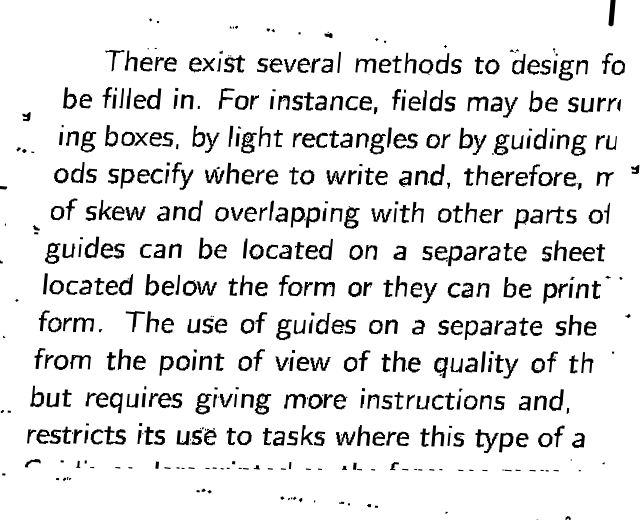 There exist several methods to design fo
be filled in. For instance, fields may be surr
ing boxes, by light rectangles or by guiding ru
ods specify where to write and, therefore, m
of skew and overlapping with other parts of
guides can be located on a separate sheet
located below the form or they can be print
form. The use of guides on a separate she
from the point of view of the quality of th
but requires giving more instructions and,
restricts its use to tasks where this type of a